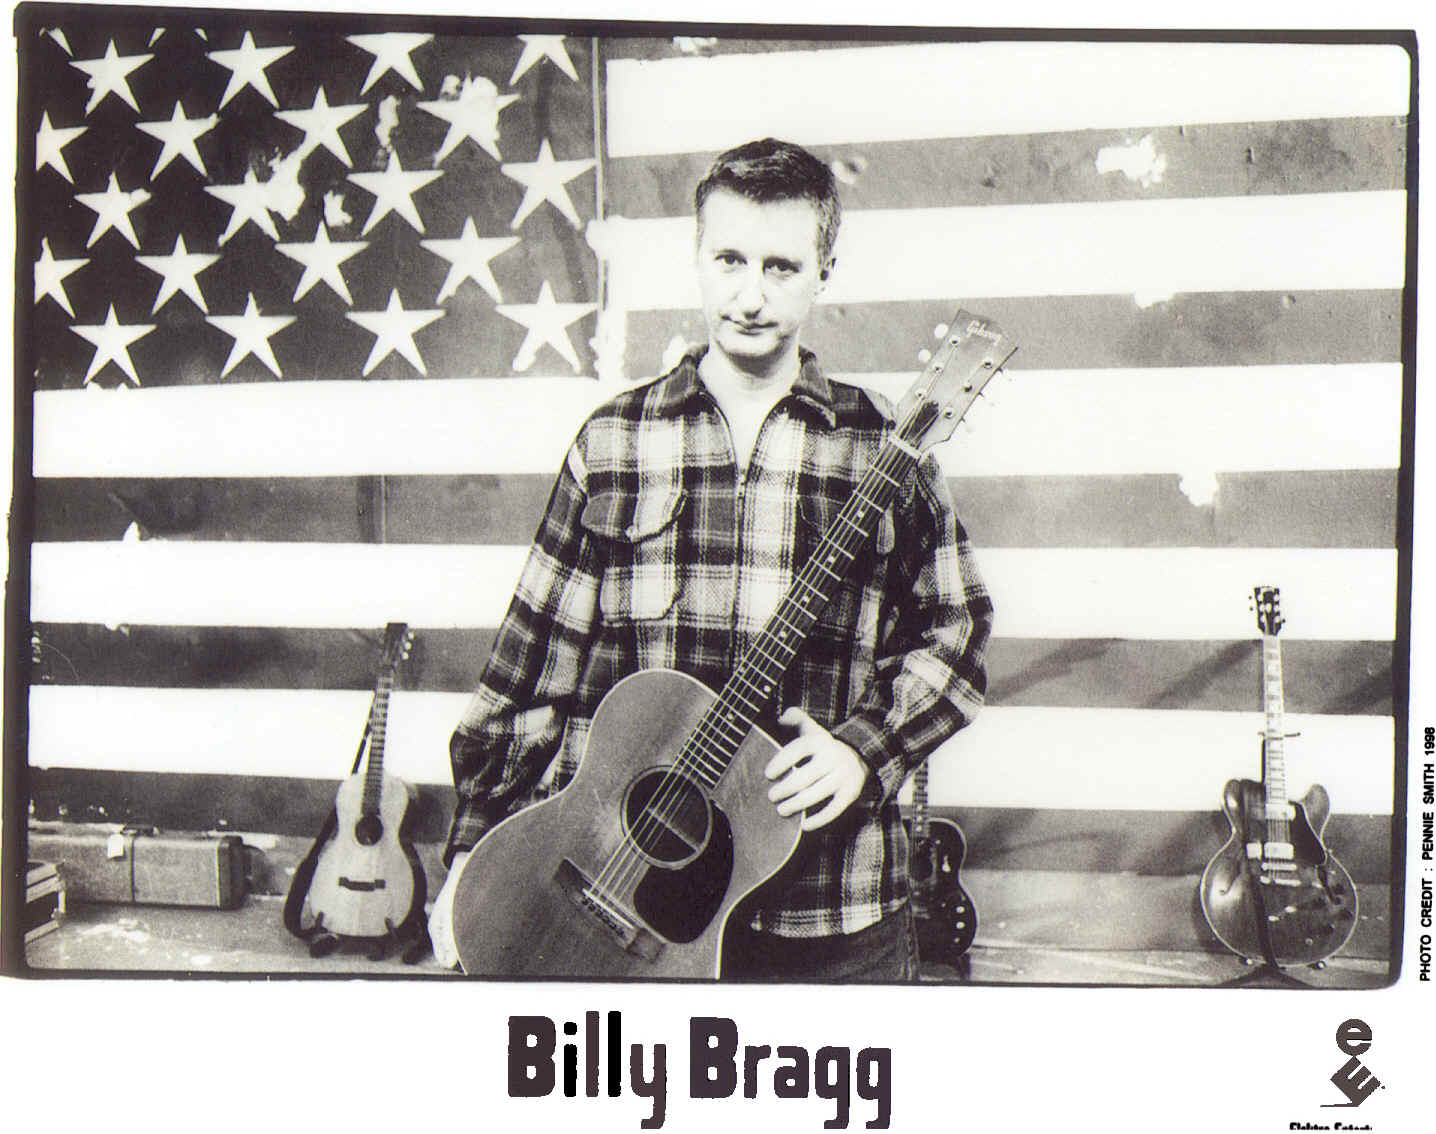 Gibson
PHOTO CREDIT : PENNIE SMITH 1998
Billy Bragg
e
E